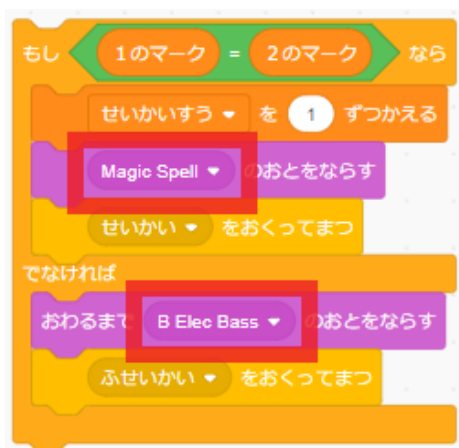 もし 1のマーク = 2のマーク なら
せいかいすう を 1 ずつかえる
Magic Spell のおとをならす
せいかい をおくってまつ
でなければ
おわるまで B Elec Bass のおとをならす
ふせいかい をおくってまつ